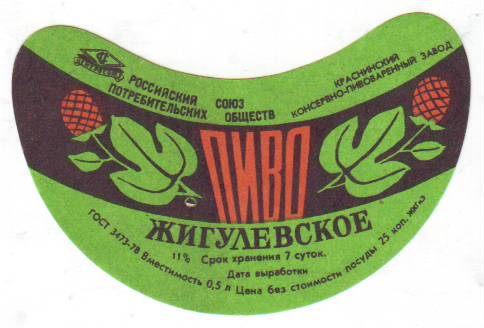 РОССИЙСКИЙ СОЮЗ
ПОТРЕБИТЕЛЬСКИХ ОБЩЕСТВ
КРАСНИНСКИЙ
КОНСЕРВНО-ПИВОВАРЕННЫЙ ЗАВОД
ПИВО
ЖИГУЛЕВСКОЕ
11% Срок хранения 7 суток.
Дата выработки
ГОСТ 3473-78 Вместимость 0,5 л Цена без стоимости посуды 25 коп.